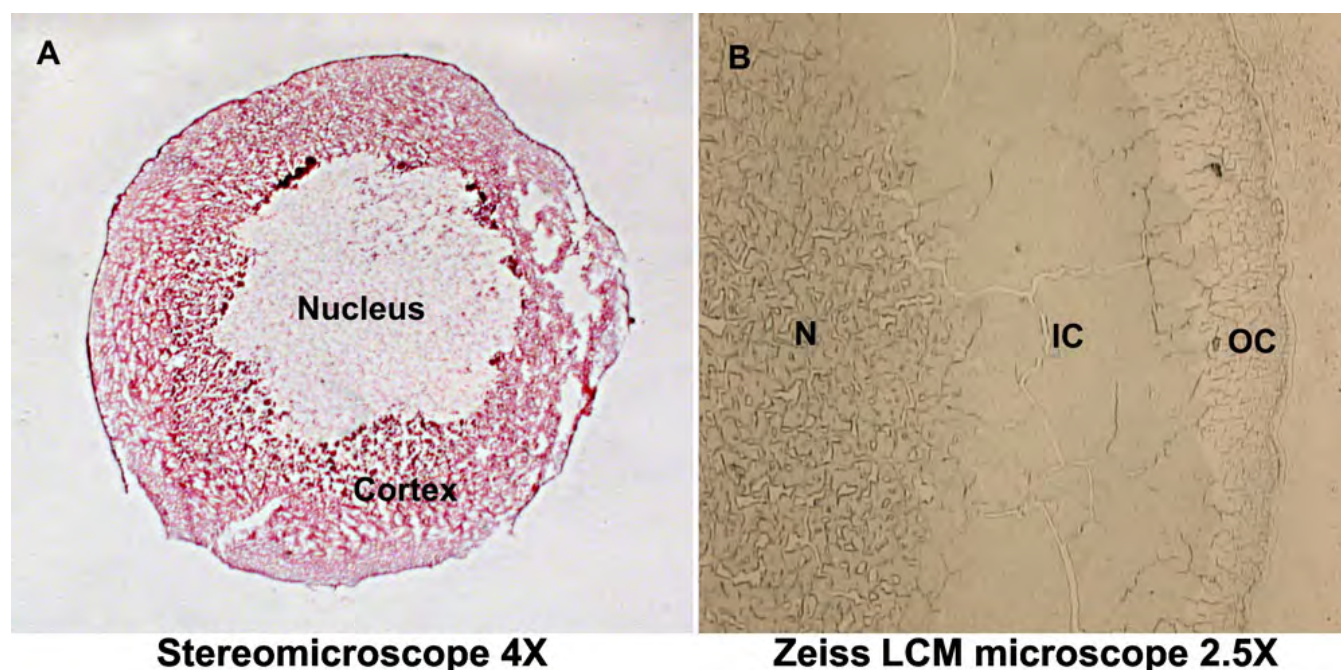 A
Nucleus
Cortex
B
N
IC
OC
Stereomicroscope 4X
Zeiss LCM microscope 2.5X